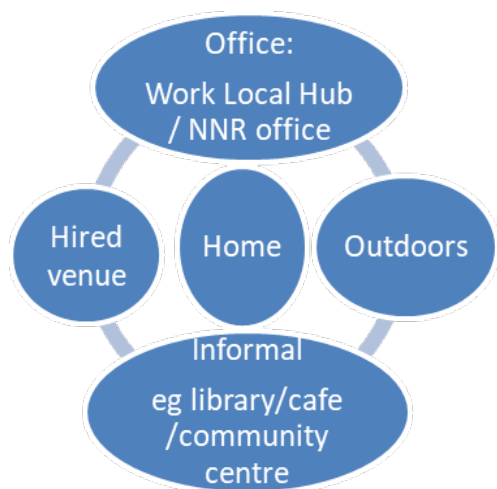 Office:
Work Local Hub
/ NNR office
Hired
venue
Home
Outdoors
Informal
eg library/cafe
/community
centre